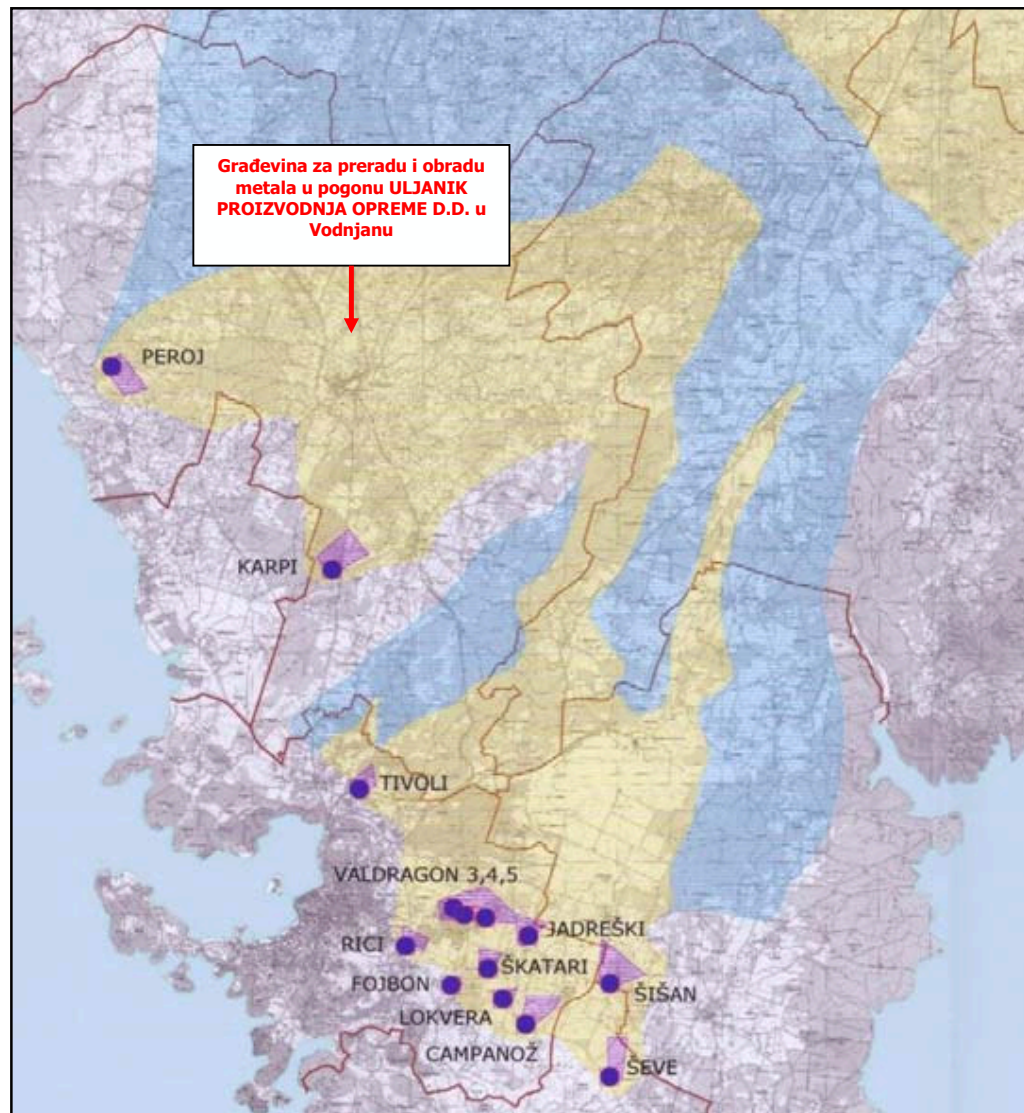 Građevina za preradu i obradu
metala u pogonu ULJANIK
PROIZVODNJA OPREME D.D. u
Vodnjanu
PEROJ
KARPI
TIVOLI
VALDRAGON 3,4,5
JADREŠKI
RICI
ŠKATARI
FOJBON
ŠIŠAN
LOKVERA
CAMPANOŽ
ŠEVE